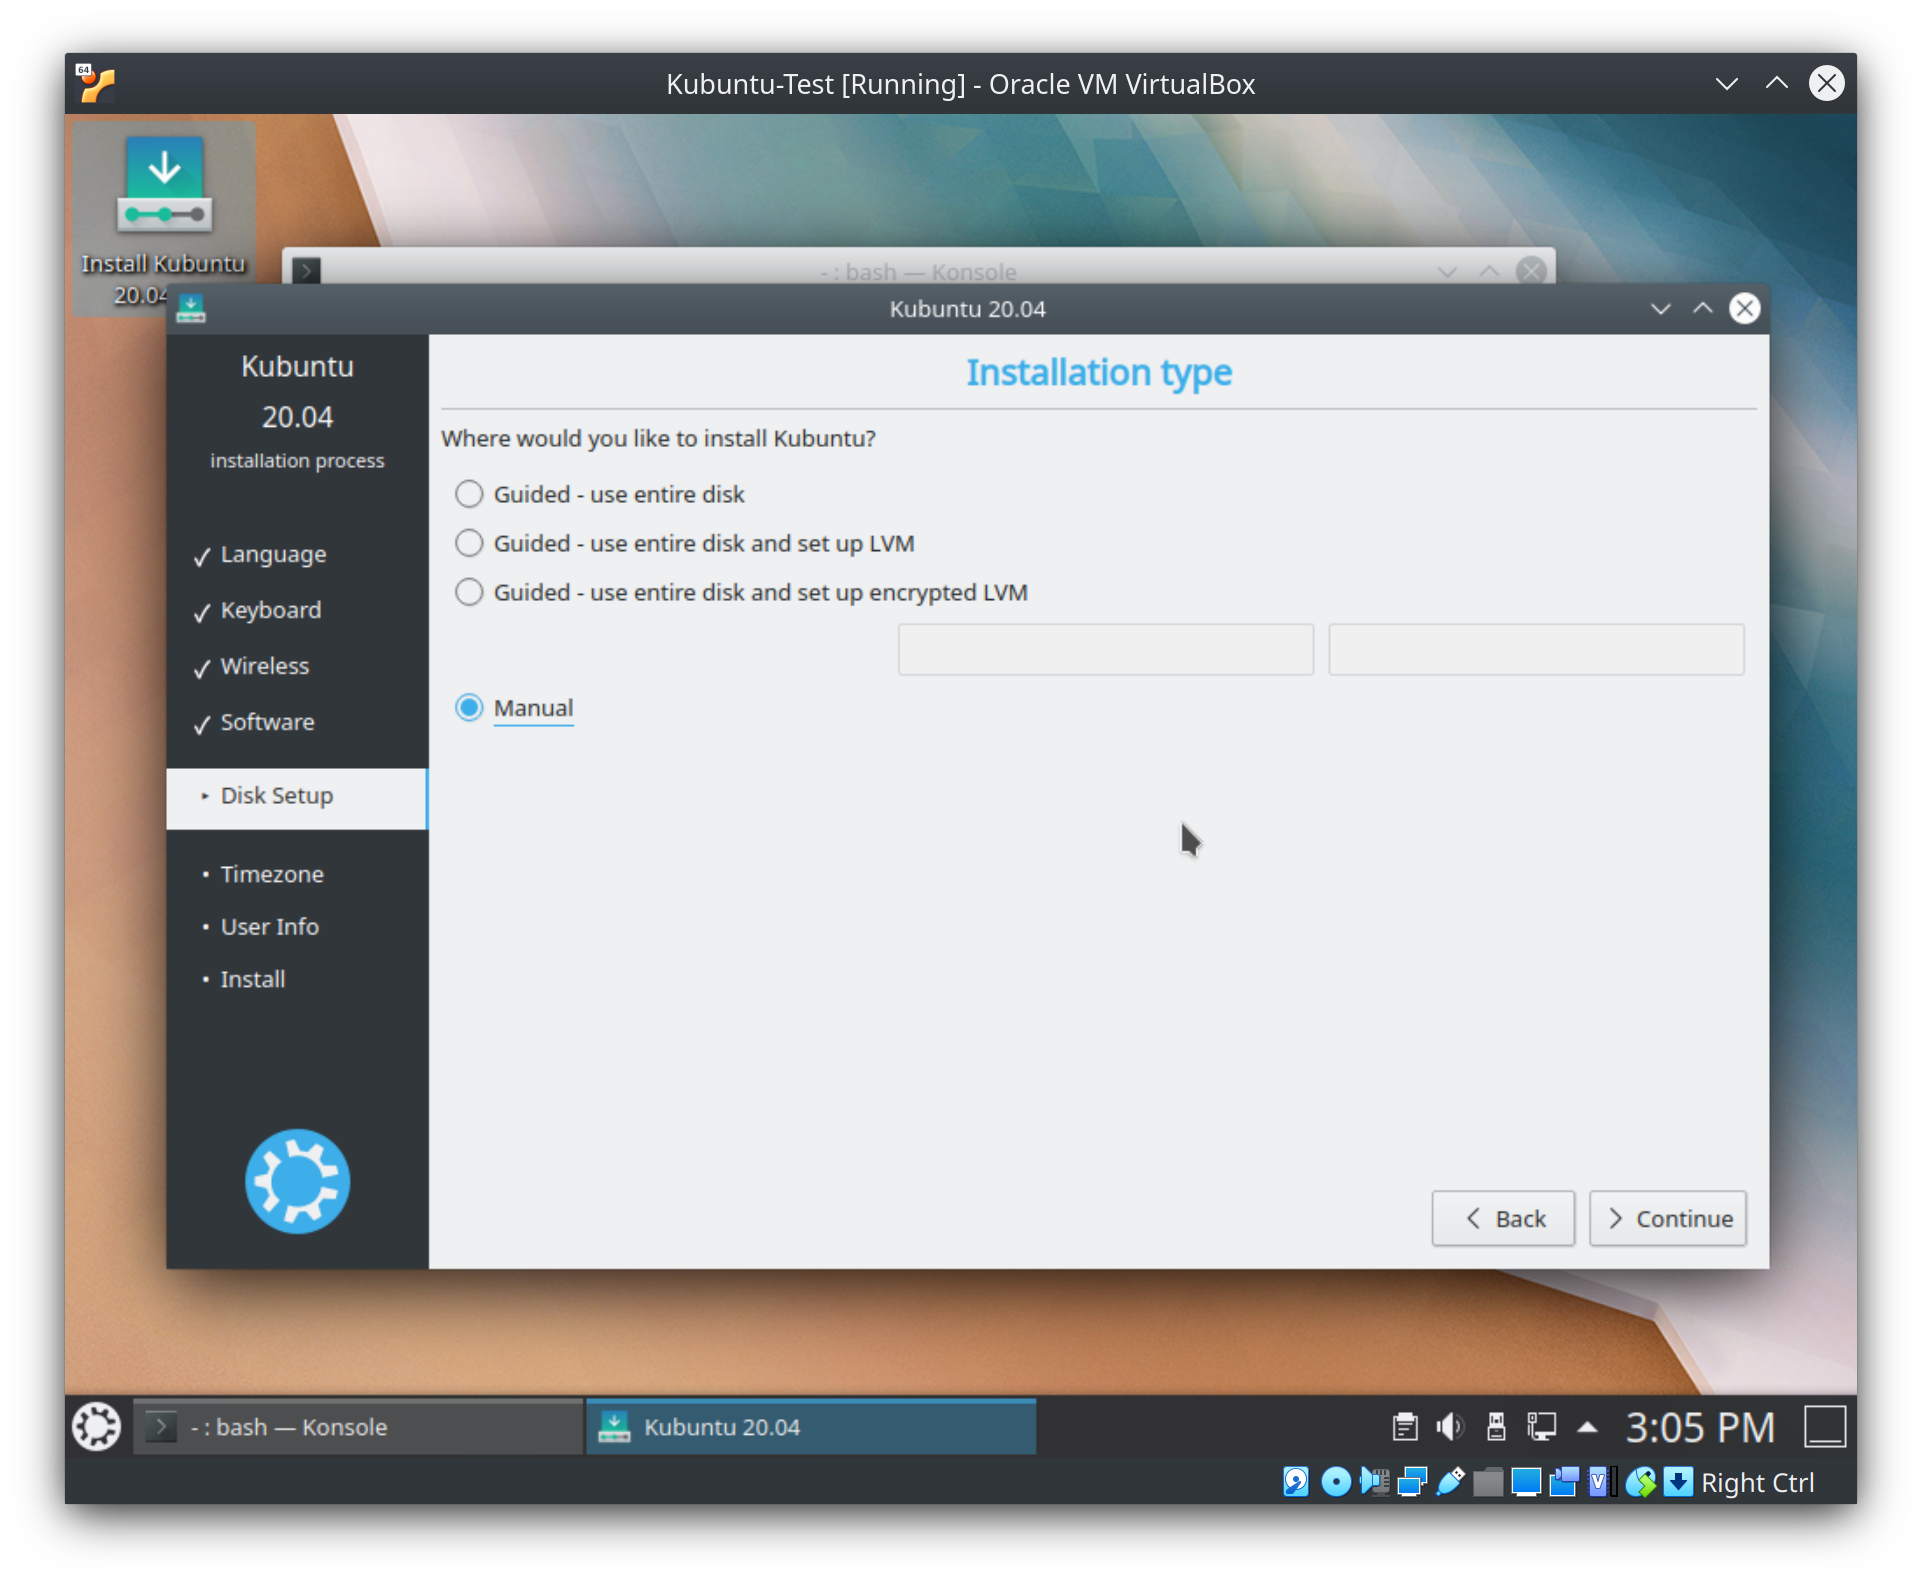 64
Kubuntu-Test [Running] - Oracle VM VirtualBox
Install Kubuntu
20.04
- : bash — Konsole
Kubuntu 20.04
Kubuntu
20.04
installation process
Language
Keyboard
Wireless
Software
Disk Setup
Timezone
User Info
Install
Installation type
Where would you like to install Kubuntu?
Guided - use entire disk
Guided - use entire disk and set up LVM
Guided - use entire disk and set up encrypted LVM
Manual
Back
Continue
- : bash — Konsole
Kubuntu 20.04
3:05 PM
V
Right Ctrl